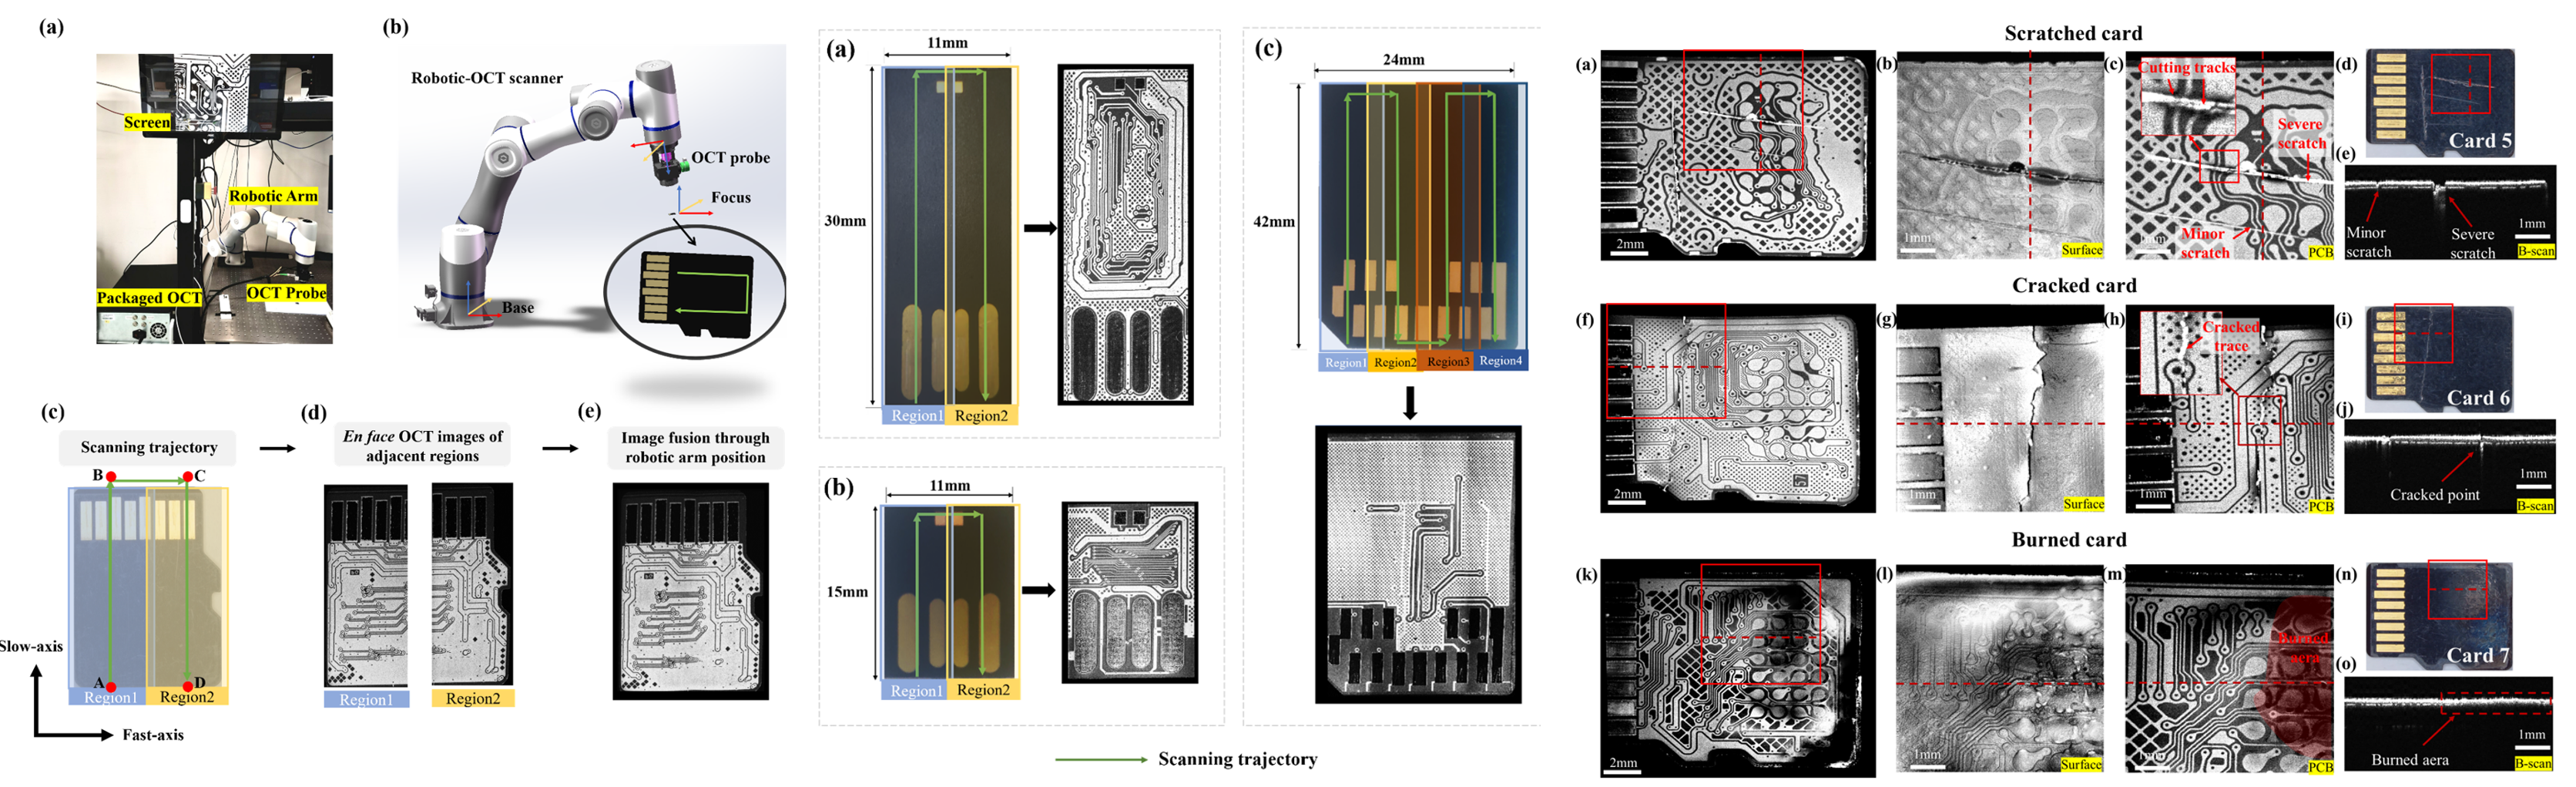 (a)
Screen
Robotic Arm
Packaged OCT
OCT Probe
(b)
Robotic-OCT scanner
OCT probe
Focus
Base
(c)
Scanning trajectory
B
C
A
D
Region1
Region2
Slow-axis
Fast-axis
(d)
En face OCT images of
adjacent regions
Region1
Region2
(e)
Image fusion through
robotic arm position
(a)
11mm
30mm
Region1
Region2
(b)
11mm
15mm
Region1
Region2
(c)
24mm
42mm
Region1
Region2
Region3
Region4
Scanning trajectory
Scratched card
(a)
2mm
(b)
1mm
Surface
(c)
Cutting tracks
Severe
scratch
Minor
scratch
1mm
PCB
(d)
Card 5
(e)
Minor
scratch
Severe
scratch
1mm
B-scan
Cracked card
(f)
2mm
(g)
1mm
Surface
(h)
Cracked
trace
1mm
PCB
(i)
Card 6
(j)
Cracked point
1mm
B-scan
Burned card
(k)
2mm
(l)
1mm
Surface
(m)
Burned
aera
1mm
PCB
(n)
Card 7
(o)
Burned aera
1mm
B-scan